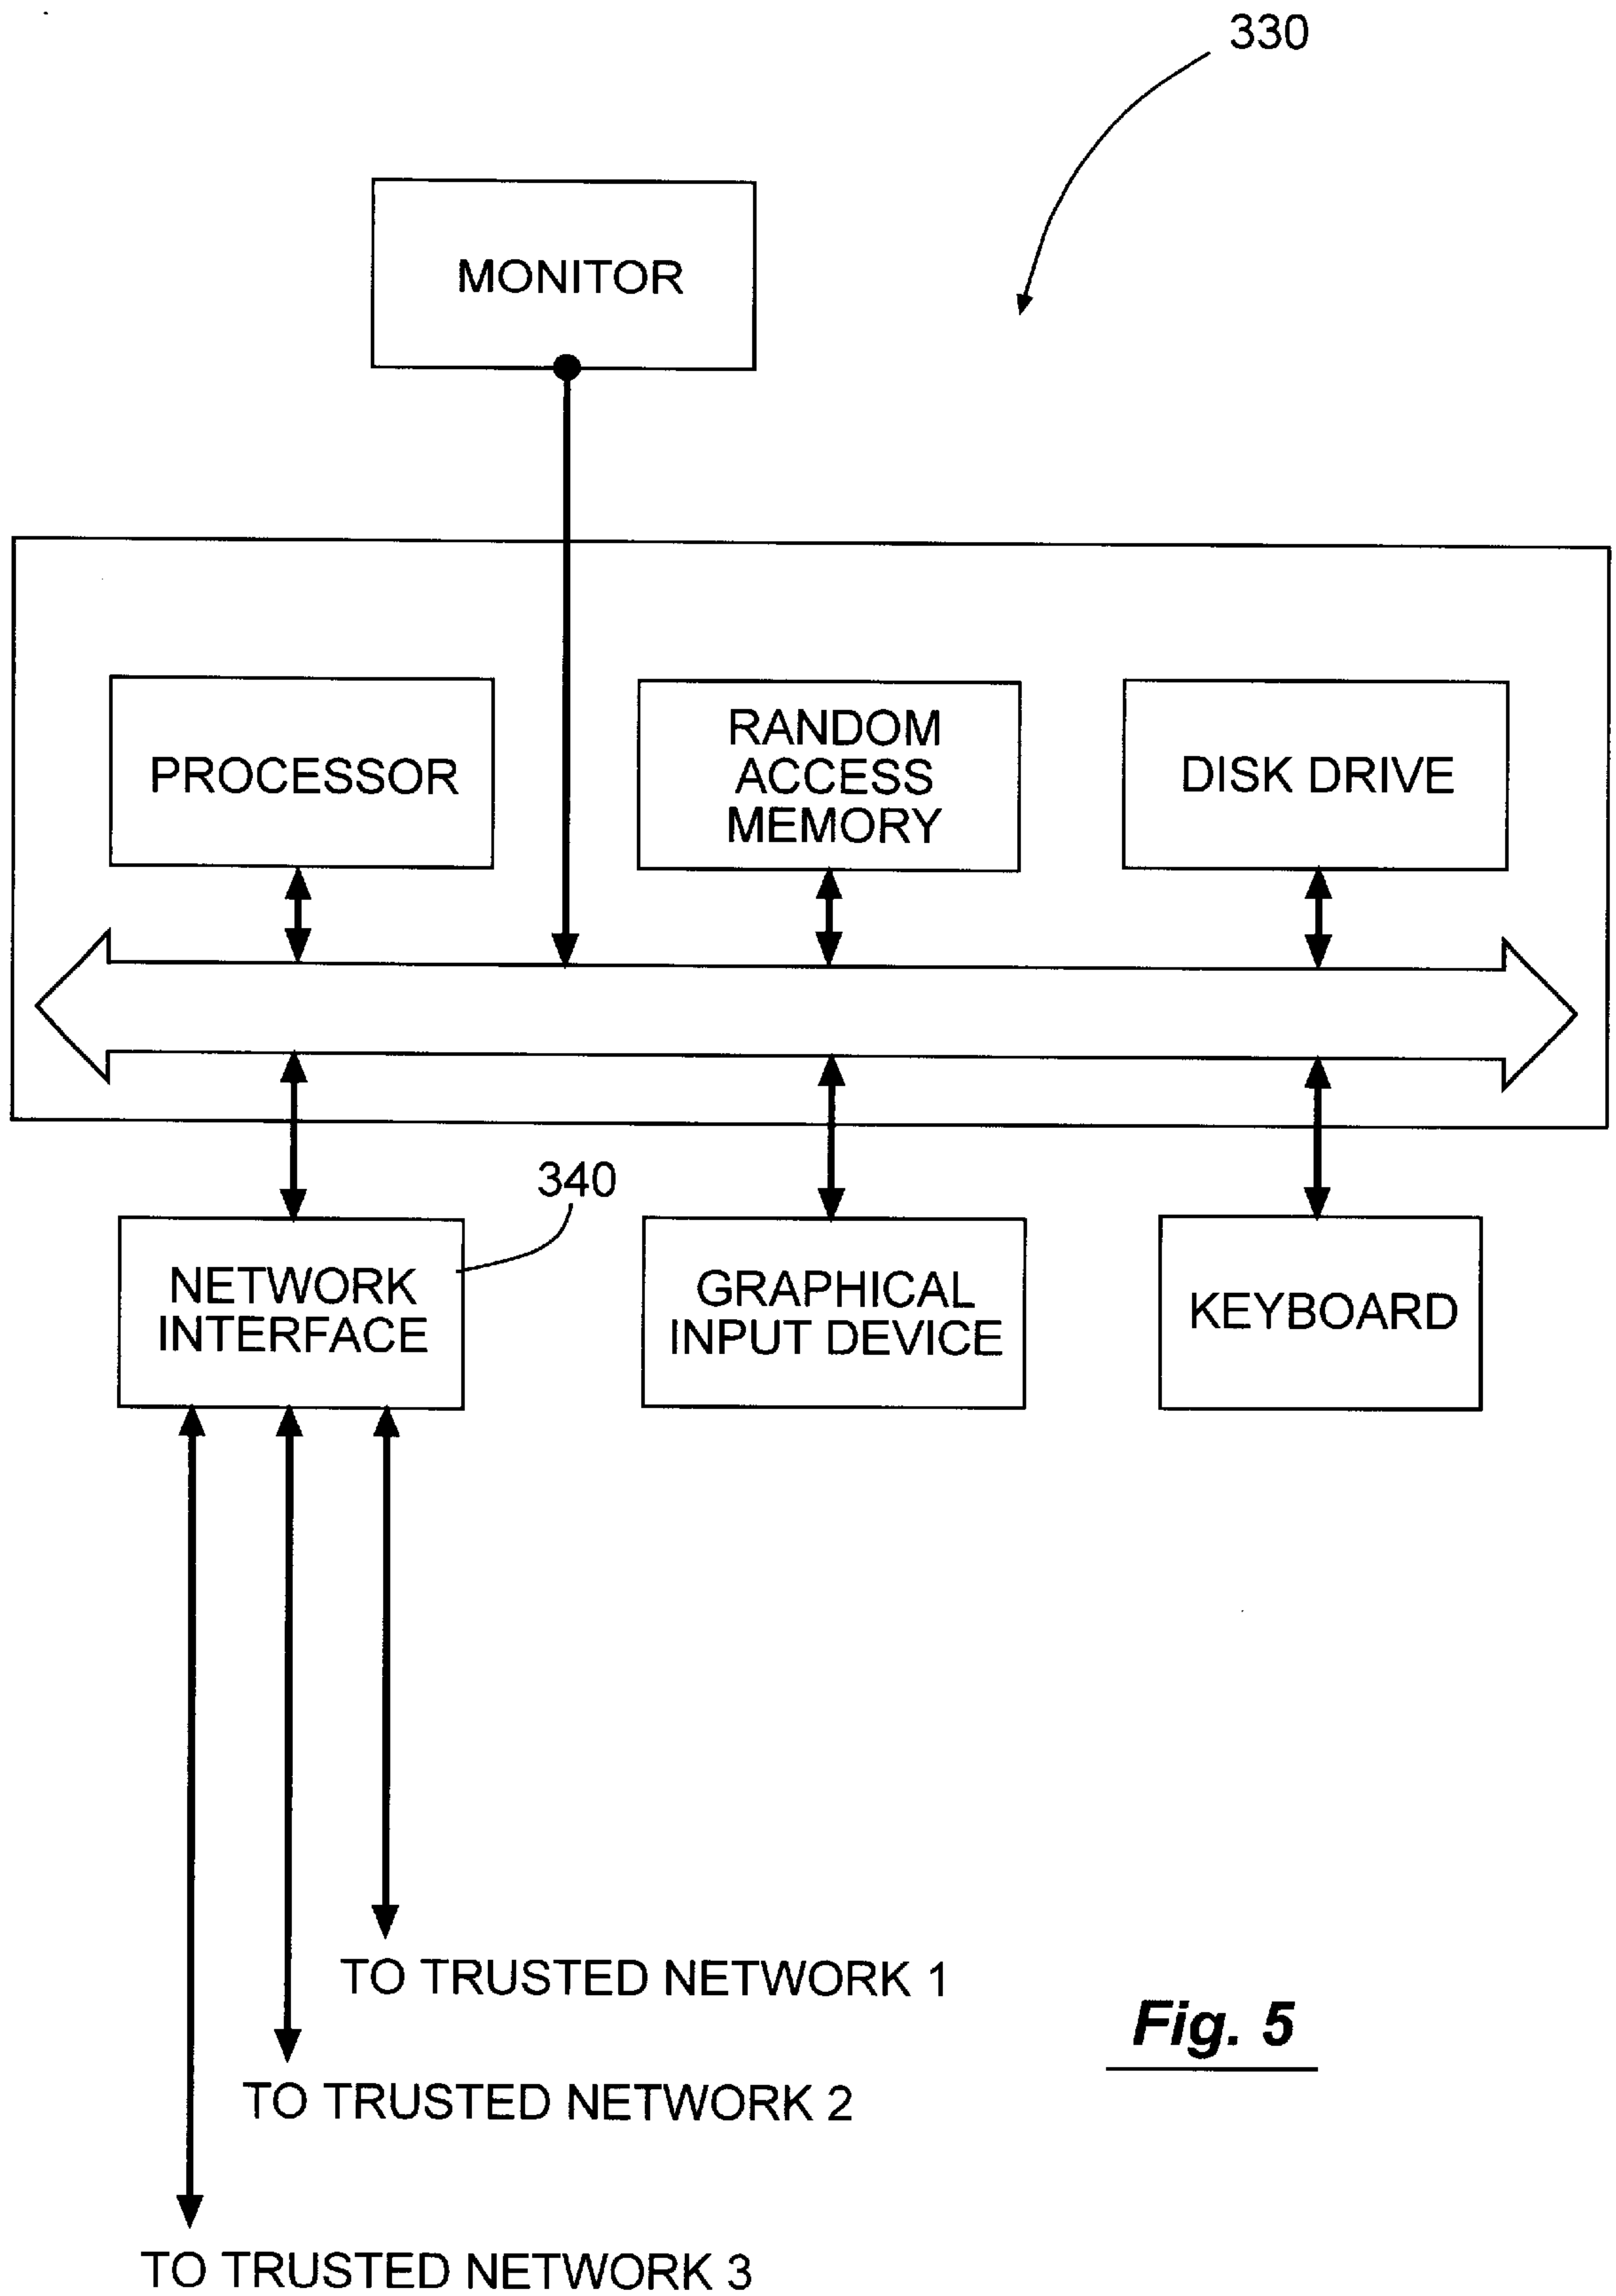 330
MONITOR
PROCESSOR
RANDOM
ACCESS
MEMORY
DISK DRIVE
340
NETWORK
INTERFACE
GRAPHICAL
INPUT DEVICE
KEYBOARD
TO TRUSTED NETWORK 1
Fig. 5
TO TRUSTED NETWORK 2
TO TRUSTED NETWORK 3